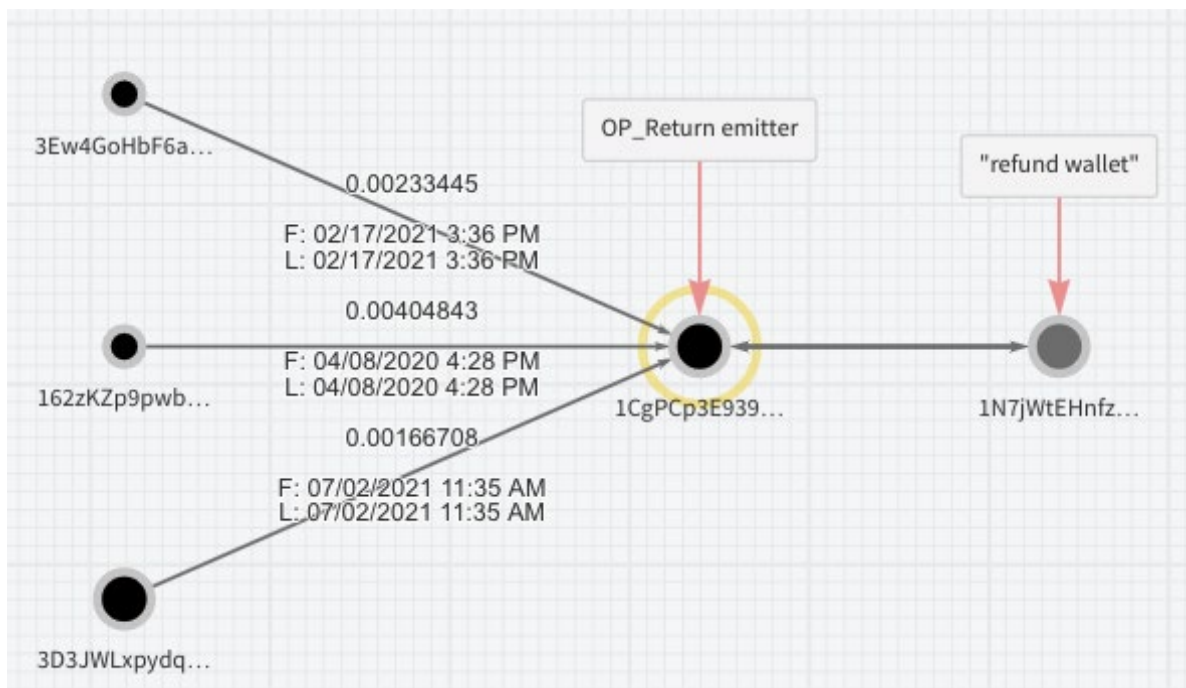 3Ew4GoHbF6a...
OP_Return emitter
"refund wallet"
0.00233445
F: 02/17/2021 3:36 PM
L: 02/17/2021 3:36 PM
0.00404843
F: 04/08/2020 4:28 PM
L: 04/08/2020 4:28 PM
162zKZp9pwb...
1CgPCp3E939...
1N7jWtEHnfz...
0.00166708
F: 07/02/2021 11:35 AM
L: 07/02/2021 11:35 AM
3D3JWLxpydq...